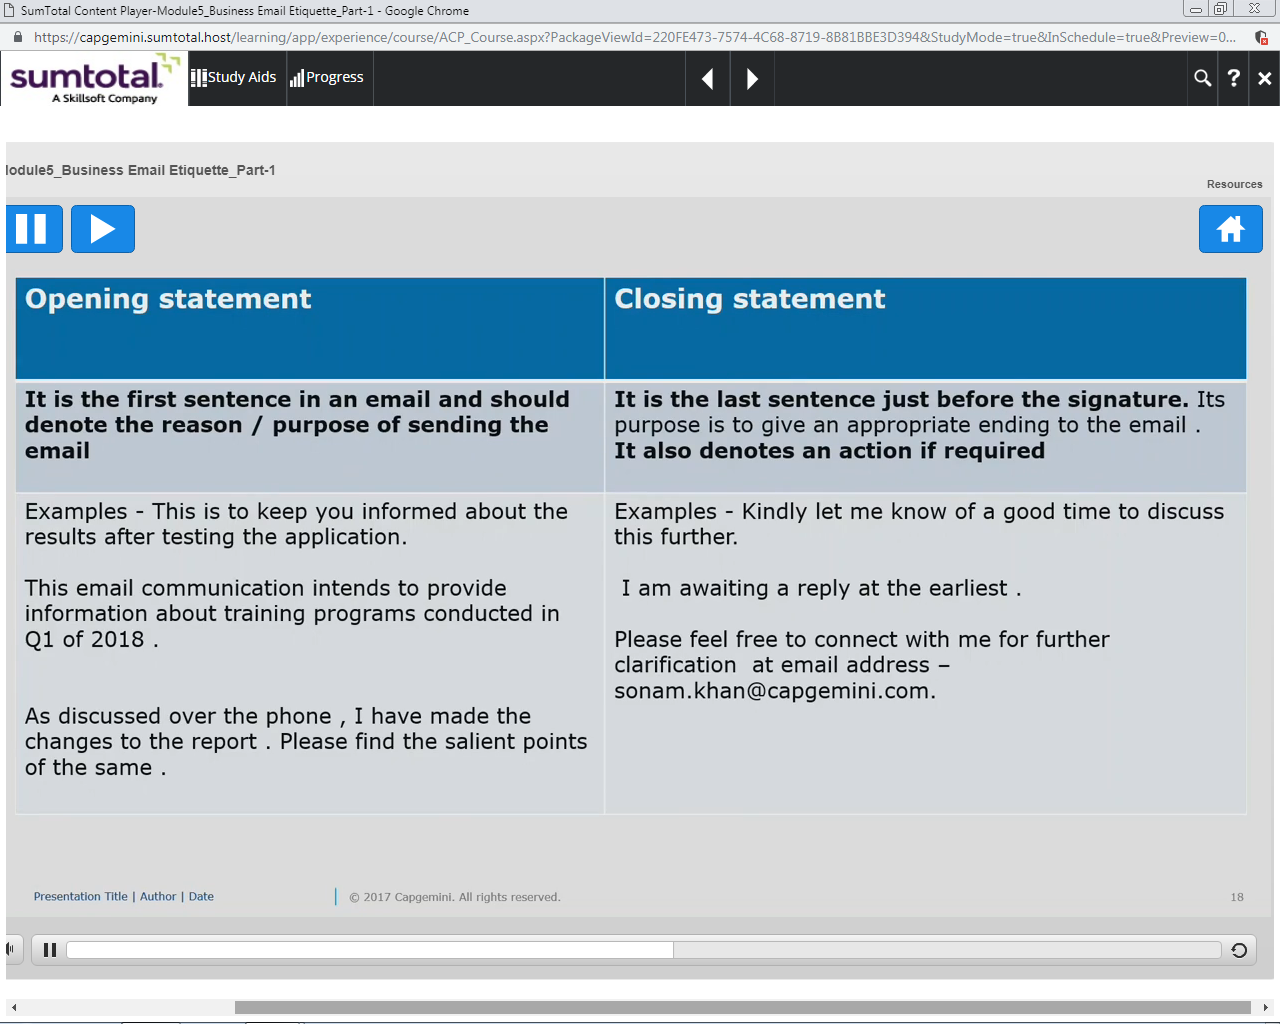 SumTotal Content Player-Module5_Business Email Etiquette_Part-1 - Google Chrome
https://capgemini.sumtotal.host/learning/app/experience/course/ACP_Course.aspx?PackageViewId=220FE473-7574-4C68-8719-8B81BBE3D394&StudyMode=true&InSchedule=true&Preview=0...
sumtotal.
A Skillsoft Company
Study Aids
Progress
?
lodule5_Business Email Etiquette_Part-1
Resources
Opening statement
Closing statement
It is the first sentence in an email and should
denote the reason / purpose of sending the
email
It is the last sentence just before the signature. Its
purpose is to give an appropriate ending to the email .
It also denotes an action if required
Examples - This is to keep you informed about the
results after testing the application.
This email communication intends to provide
information about training programs conducted in
Q1 of 2018 .
As discussed over the phone , I have made the
changes to the report . Please find the salient points
of the same .
Examples - Kindly let me know of a good time to discuss
this further.
I am awaiting a reply at the earliest .
Please feel free to connect with me for further
clarification  at email address –
sonam.khan@capgemini.com.
Presentation Title | Author | Date
© 2017 Capgemini. All rights reserved.
18